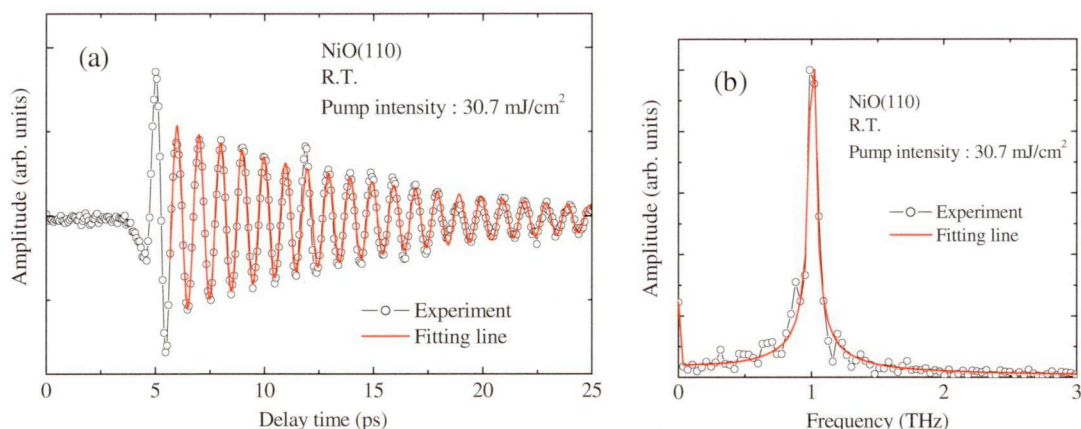 (a)
NiO(110)
R.T.
Pump intensity : 30.7 mJ/cm²
Amplitude (arb. units)
Experiment
Fitting line
0 5 10 15 20 25
Delay time (ps)
(b)
NiO(110)
R.T.
Pump intensity : 30.7 mJ/cm²
Amplitude (arb. units)
Experiment
Fitting line
0 1 2 3
Frequency (THz)